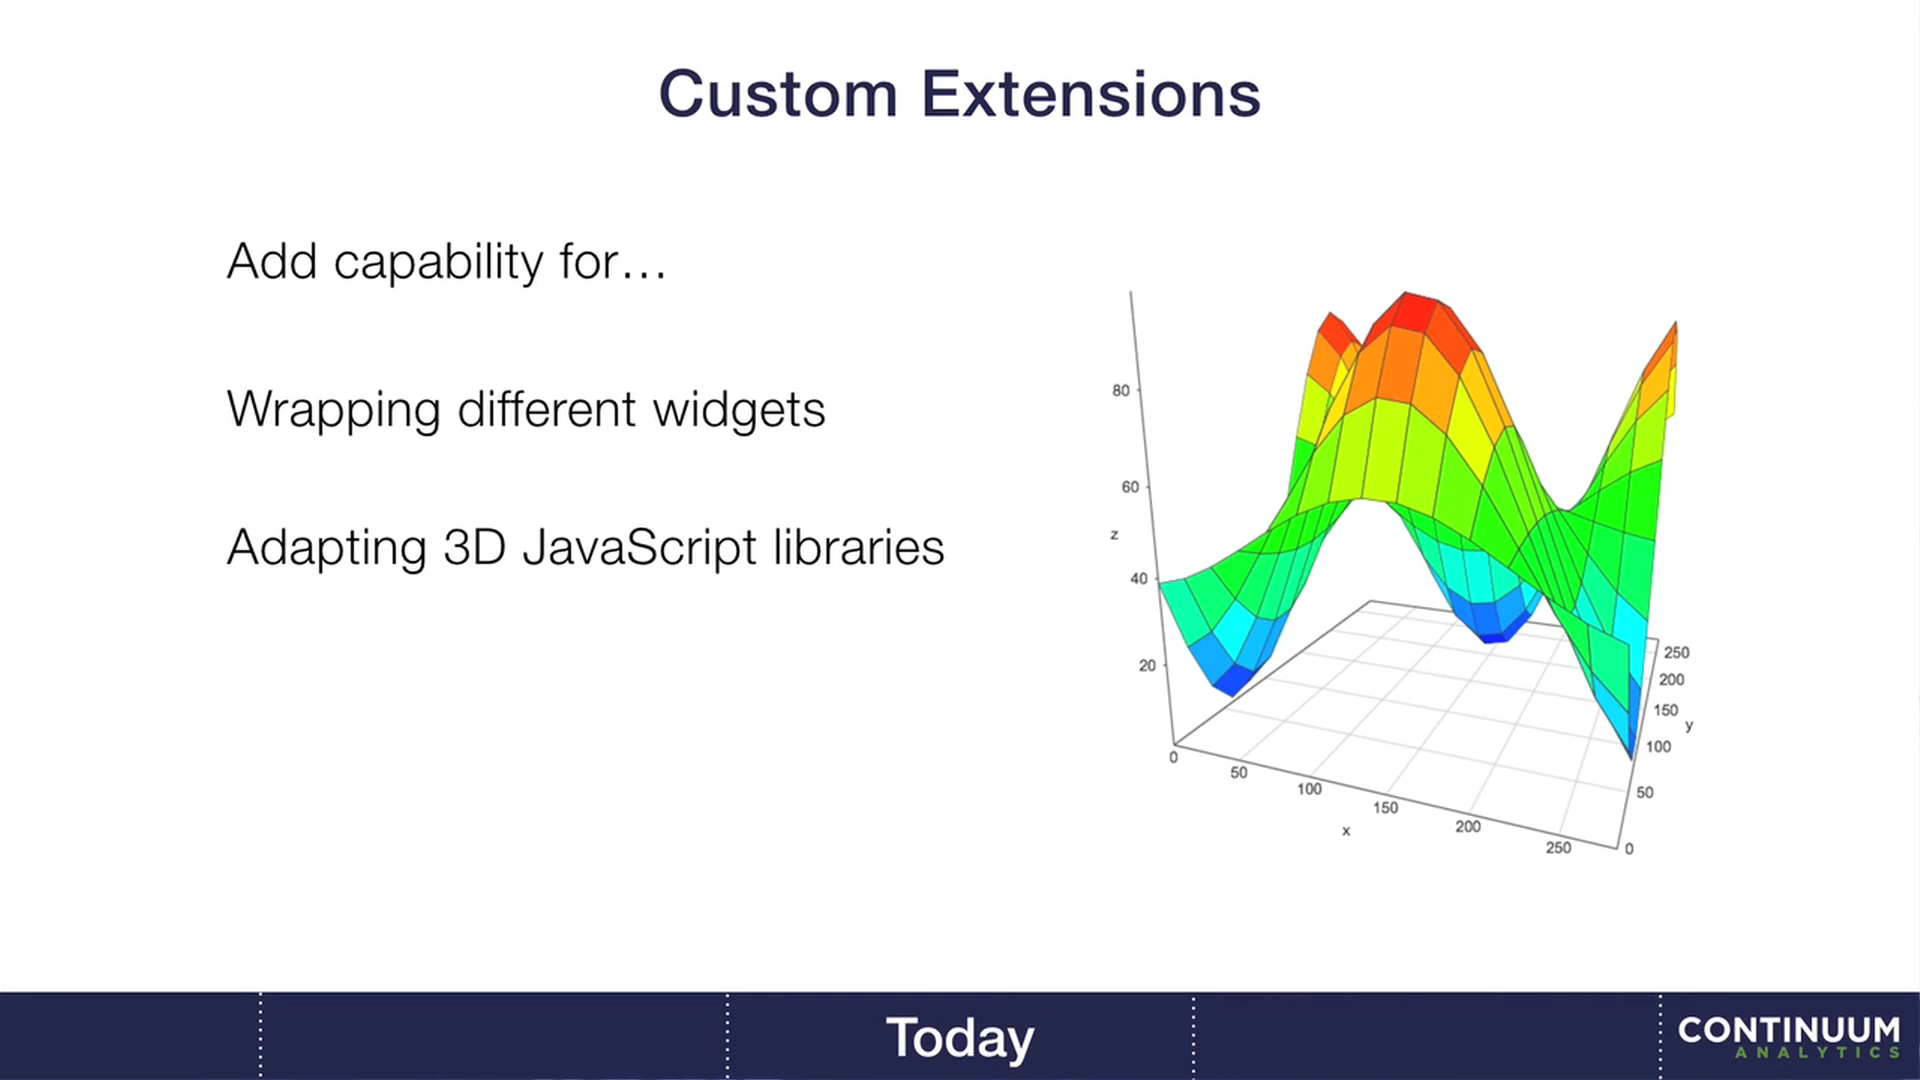 Custom Extensions
Add capability for…
Wrapping different widgets
Adapting 3D JavaScript libraries
80
60
z
40
20
0
50
100
150
200
250
x
250
200
150
y
100
50
0
Today
CONTINUUM
ANALYTICS